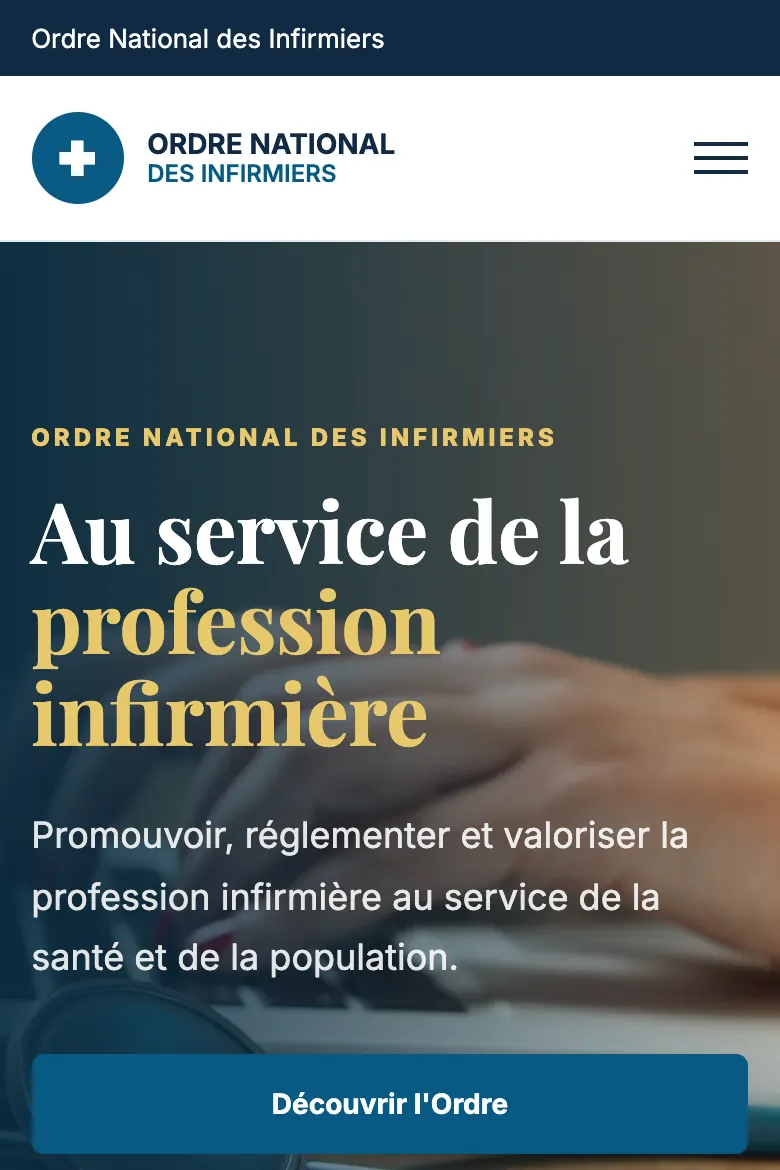 Ordre National des Infirmiers
ORDRE NATIONAL
DES INFIRMIERS
ORDRE NATIONAL DES INFIRMIERS
Au service de la
profession
infirmière
Promouvoir, réglementer et valoriser la
profession infirmière au service de la
santé et de la population.
Découvrir l'Ordre